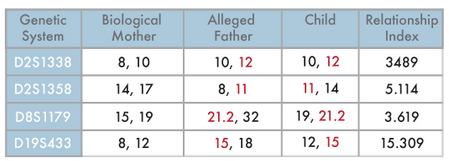 Genetic System Biological Mother Alleged Father Child Relationship Index
D2S1338 8, 10 10, 12 10, 12 3489
D2S1358 14, 17 8, 11 11, 14 5.114
D8S1179 15, 19 21.2, 32 19, 21.2 3.619
D19S433 8, 12 15, 18 12, 15 15.309